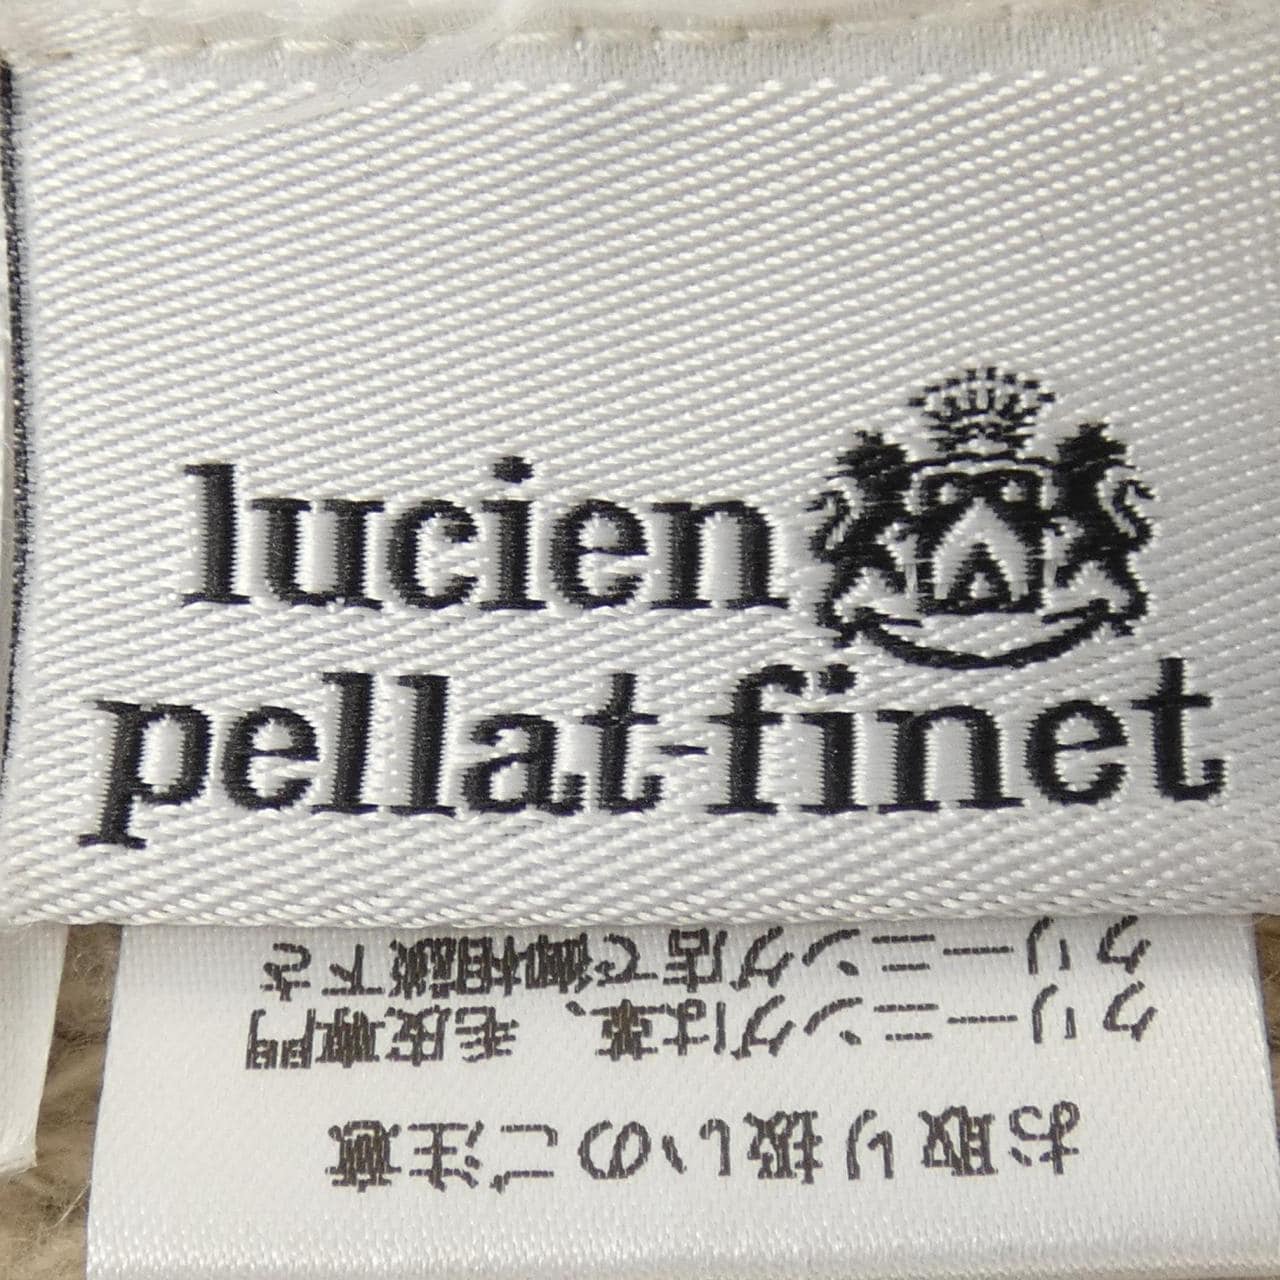 lucien
pellat-finet
お取り扱いのご注意
クリーニングは革、毛皮専門
クリーニング店で御相談下さ